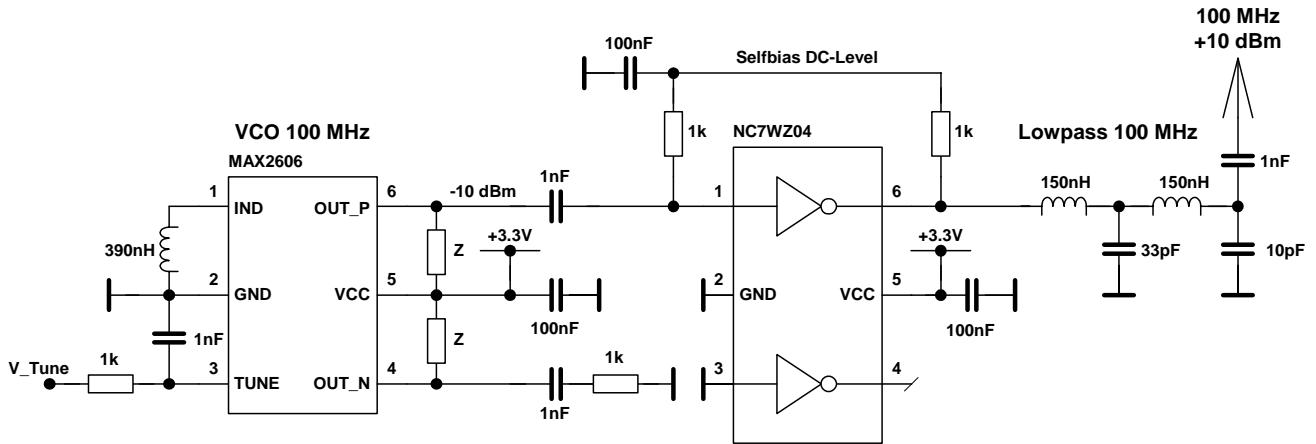 100 MHz
+10 dBm
100nF
Selfbias DC-Level
1k
1k
VCO 100 MHz
NC7WZ04
Lowpass 100 MHz
MAX2606
1nF
1nF
1
IND
OUT_P
6
-10 dBm
1
6
150nH
150nH
390nH
Z
+3.3V
+3.3V
33pF
10pF
2
GND
VCC
5
2
GND
VCC
5
1nF
100nF
100nF
Z
V_Tune
1k
3
TUNE
OUT_N
4
1k
3
4
1nF